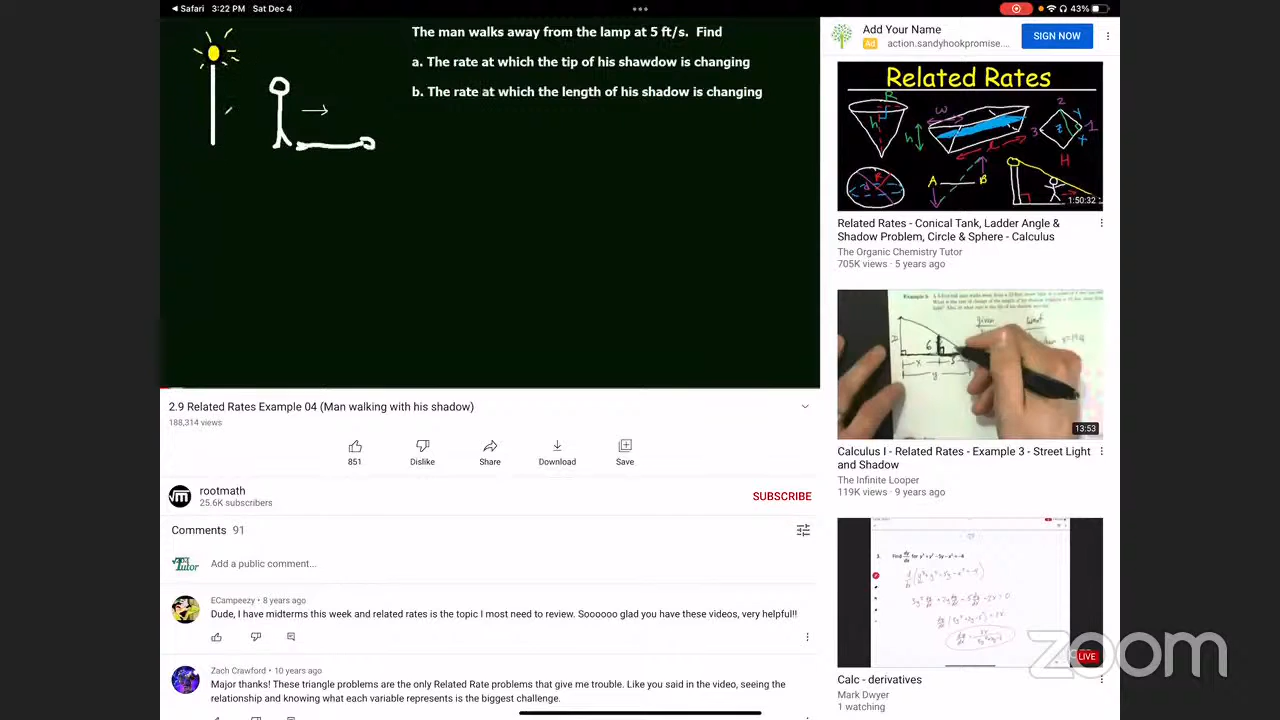 Safari 3:22 PM Sat Dec 4
43%
The man walks away from the lamp at 5 ft/s. Find
a. The rate at which the tip of his shawdow is changing
b. The rate at which the length of his shadow is changing
2.9 Related Rates Example 04 (Man walking with his shadow)
188,314 views
851 Dislike Share Download Save
rootmath
25.6K subscribers
SUBSCRIBE
Comments 91
Tutor
Add a public comment...
ECampeezy • 8 years ago
Dude, I have midterms this week and related rates is the topic I most need to review. Soooooo glad you have these videos, very helpful!!
Zach Crawford • 10 years ago
Major thanks! These triangle problems are the only Related Rate problems that give me trouble. Like you said in the video, seeing the
relationship and knowing what each variable represents is the biggest challenge.
Add Your Name
Ad action.sandyhookpromise....
SIGN NOW
Related Rates
R
h
w
h
l
A B
2
3
z
y
1
x
H
1:50:32
Related Rates - Conical Tank, Ladder Angle &
Shadow Problem, Circle & Sphere - Calculus
The Organic Chemistry Tutor
705K views · 5 years ago
6
x
y
13:53
Calculus I - Related Rates - Example 3 - Street Light
and Shadow
The Infinite Looper
119K views · 9 years ago
LIVE
Calc - derivatives
Mark Dwyer
1 watching
zoom